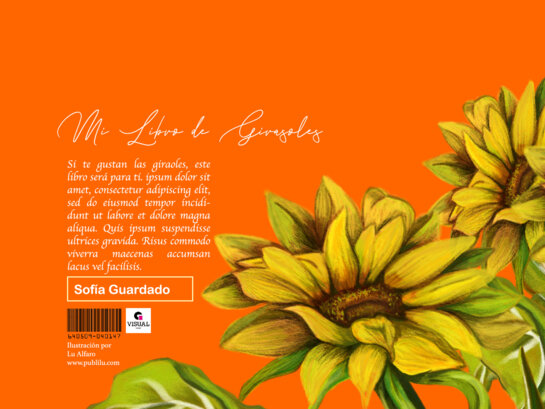 Mi Libro de Girasoles
Si te gustan las giraoles, este
libro será para ti. ipsum dolor sit
amet, consectetur adipiscing elit,
sed do eiusmod tempor incidi-
dunt ut labore et dolore magna
aliqua. Quis ipsum suspendisse
ultrices gravida. Risus commodo
viverra maecenas accumsan
lacus vel facilisis.
Sofía Guardado
VISUAL
640509-040147
Ilustración por
Lu Alfaro
www.publilu.com